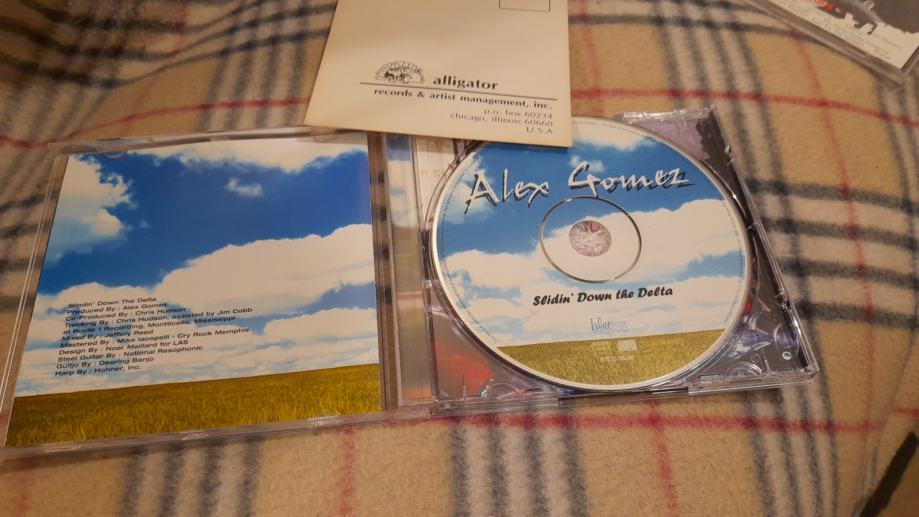 alligator
records & artist management, inc.
p.o. box 60234
chicago, illinois 60660
U.S.A
Slidin' Down The Delta
Produced By : Alex Gomez
Co-Produced By : Chris Hudson
Tracking By : Chris Hudson, assisted by Jim Cobb
at Route 1 Recording, Monticello, Mississippi
Mixed By : Jeffery Reed
Mastered By : Mike Iacopelli - Cry Rock Memphis
Design By : Noar Maillard for LAS
Steel Guitar By : National Resophonic
Guitjo By : Deering Banjo
Harp By : Hohner, Inc.
Alex Gomez
Slidin' Down the Delta